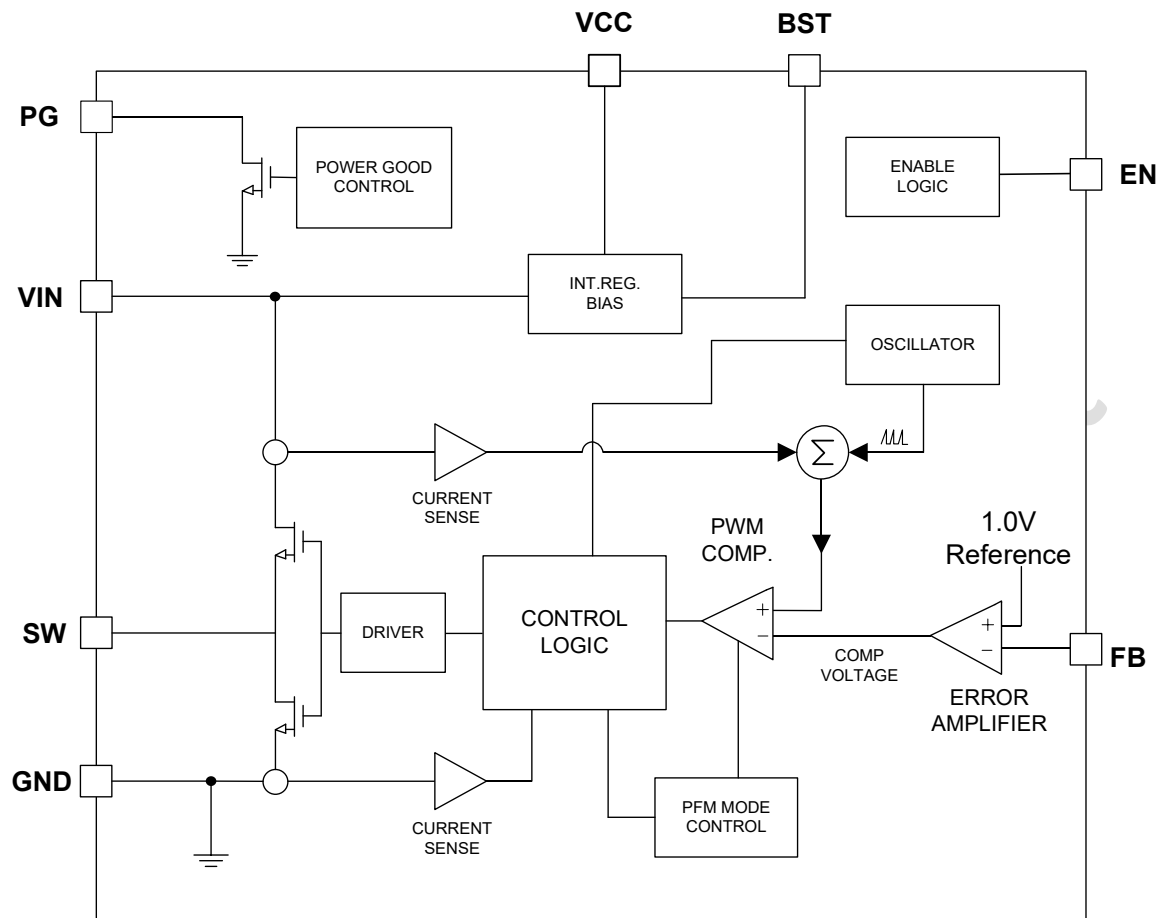 VCC
BST
PG
POWER GOOD
CONTROL
ENABLE
LOGIC
EN
VIN
INT.REG.
BIAS
OSCILLATOR
Σ
CURRENT
SENSE
PWM
COMP.
1.0V
Reference
SW
DRIVER
CONTROL
LOGIC
+
−
COMP
VOLTAGE
+
−
FB
ERROR
AMPLIFIER
GND
CURRENT
SENSE
PFM MODE
CONTROL